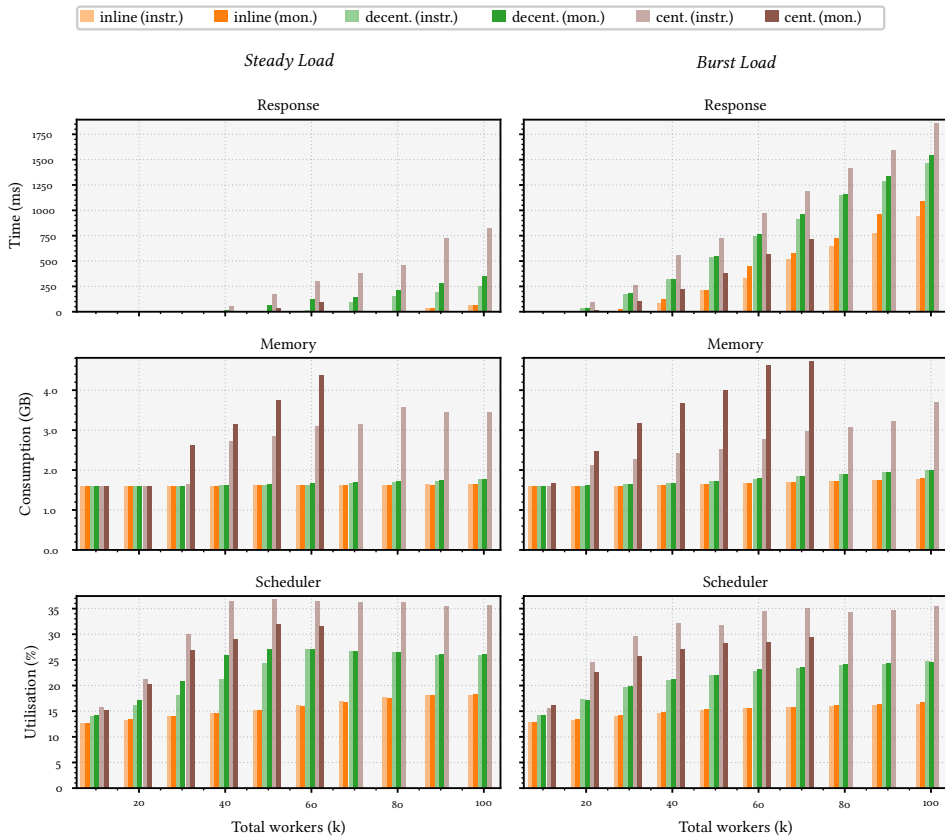 inline (instr.) inline (mon.) decent. (instr.) decent. (mon.) cent. (instr.) cent. (mon.)
Steady Load
Burst Load
Response
Response
Time (ms)
1750
1500
1250
1000
750
500
250
0
Memory
Memory
Consumption (GB)
4.0
3.0
2.0
1.0
0.0
Scheduler
Scheduler
Utilisation (%)
35
30
25
20
15
10
5
0
20 40 60 80 100
20 40 60 80 100
Total workers (k)
Total workers (k)